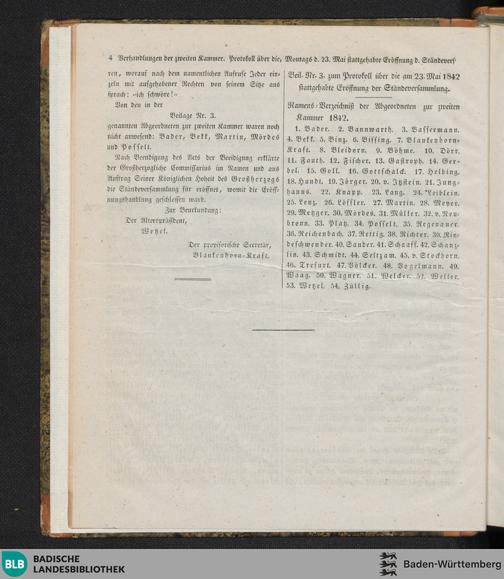 4 Verhandlungen der zweiten Kammer. Protokoll über die, Montags d. 23. Mai stattgehabte Eröffnung d. Ständevers
ren, worauf nach dem namentlichen Aufrufe Jeder ein-
zeln mit aufgehobener Rechten von seinem Sitze aus
sprach: »ich schwöre!«
Von den in der
Beilage Nr. 3.
genannten Abgeordneten zur zweiten Kammer waren noch
nicht anwesend: Bader, Bekk, Martin, Mördes
und Posselt.
Nach Beendigung des Acts der Beeidigung erklärte
der Großherzogliche Commissarius im Namen und aus
Auftrag Seiner Königlichen Hoheit des Großherzogs
die Ständeversammlung für eröffnet, womit die Eröff-
nungshandlung geschlossen ward.
Zur Beurkundung:
Der Alterspräsident,
Wetzel.
Der provisorische Secretär,
Blankenhorn-Krafft.
Beil. Nr. 3. zum Protokoll über die am 23. Mai 1842
stattgehabte Eröffnung der Ständeversammlung.
Namens-Verzeichniß der Abgeordneten zur zweiten
Kammer 1842.
1. Bader. 2. Bannwarth. 3. Bassermann.
4. Bekk. 5. Binz. 6. Bissing. 7. Blankenhorn-
Krafft. 8. Bleidorn. 9. Böhme. 10. Dörr.
11. Fauth. 12. Fischer. 13. Gastroph. 14. Ger-
bel. 15. Goll. 16. Gottschalck. 17. Helbing.
18. Hundt. 19. Jörger. 20. v. Itzstein. 21. Jung-
hanns. 22. Knapp. 23. Lang. 24. Leiblein.
25. Lenz. 26. Löffler. 27. Martin. 28. Meyer.
29. Metzger. 30. Mördes. 31. Müller. 32. v. Neu-
bronn. 33. Platz. 34. Posselt. 35. Regenauer.
36. Reichenbach. 37. Rettig. 38. Richter. 39. Rin-
deschwender. 40. Sander. 41. Schaaff. 42. Schanz-
lin. 43. Schmidt. 44. Seltzam. 45. v. Stockhorn.
46. Trefurt. 47. Völcker. 48. Vogelmann. 49.
Waag. 50. Wagner. 51. Welcker. 52. Weller.
53. Wetzel. 54. Züllig.
BLB
BADISCHE
LANDESBIBLIOTHEK
Baden-Württemberg